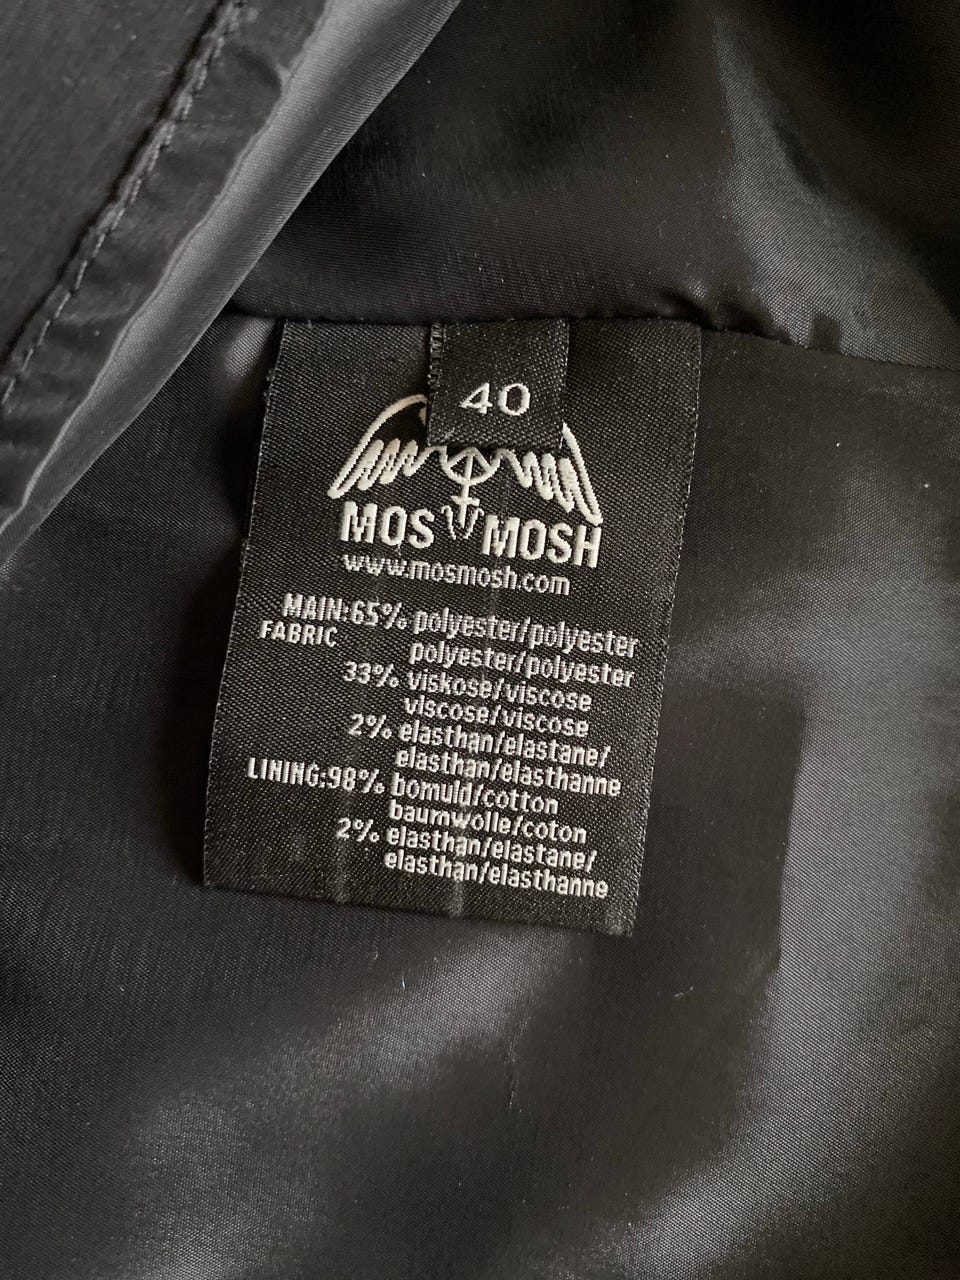 40
MOS MOSH
www.mosmosh.com
MAIN:65% polyester/polyester
FABRIC
polyester/polyester
33% viskose/viscose
viscose/viscose
2% elasthan/elastane/
elasthan/elasthanne
LINING:98% bomuld/cotton
baumwolle/coton
2% elasthan/elastane/
elasthan/elasthanne